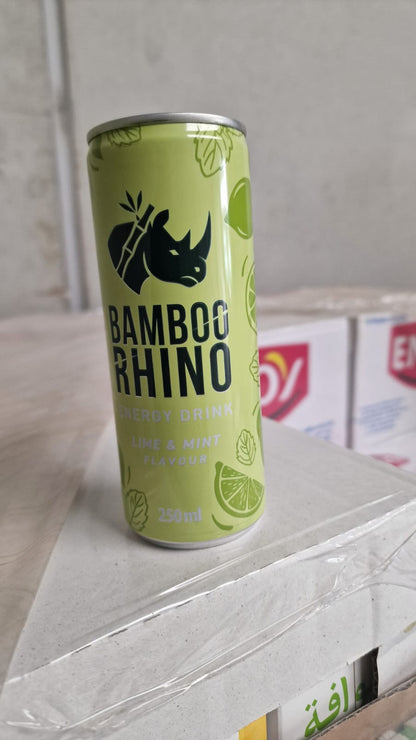 BAMBOO
RHINO
ENERGY DRINK
LIME & MINT
FLAVOUR
250ml